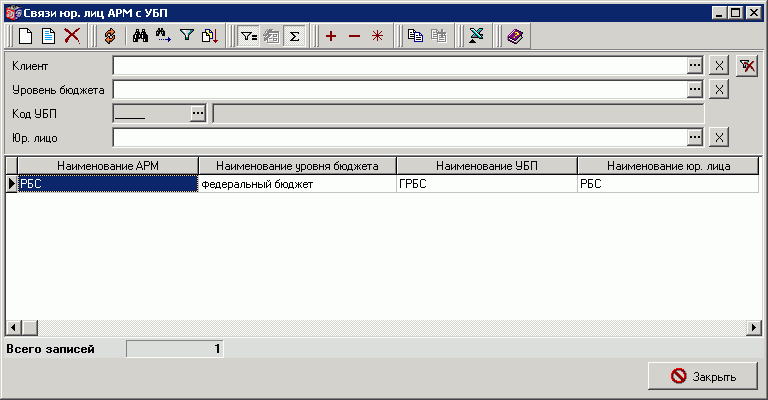 Связи юр. лиц АРМ с УБП
Клиент
Уровень бюджета
Код УБП
Юр. лицо
Наименование АРМ Наименование уровня бюджета Наименование УБП Наименование юр. лица
РБС федеральный бюджет ГРБС РБС
Всего записей 1
Закрыть